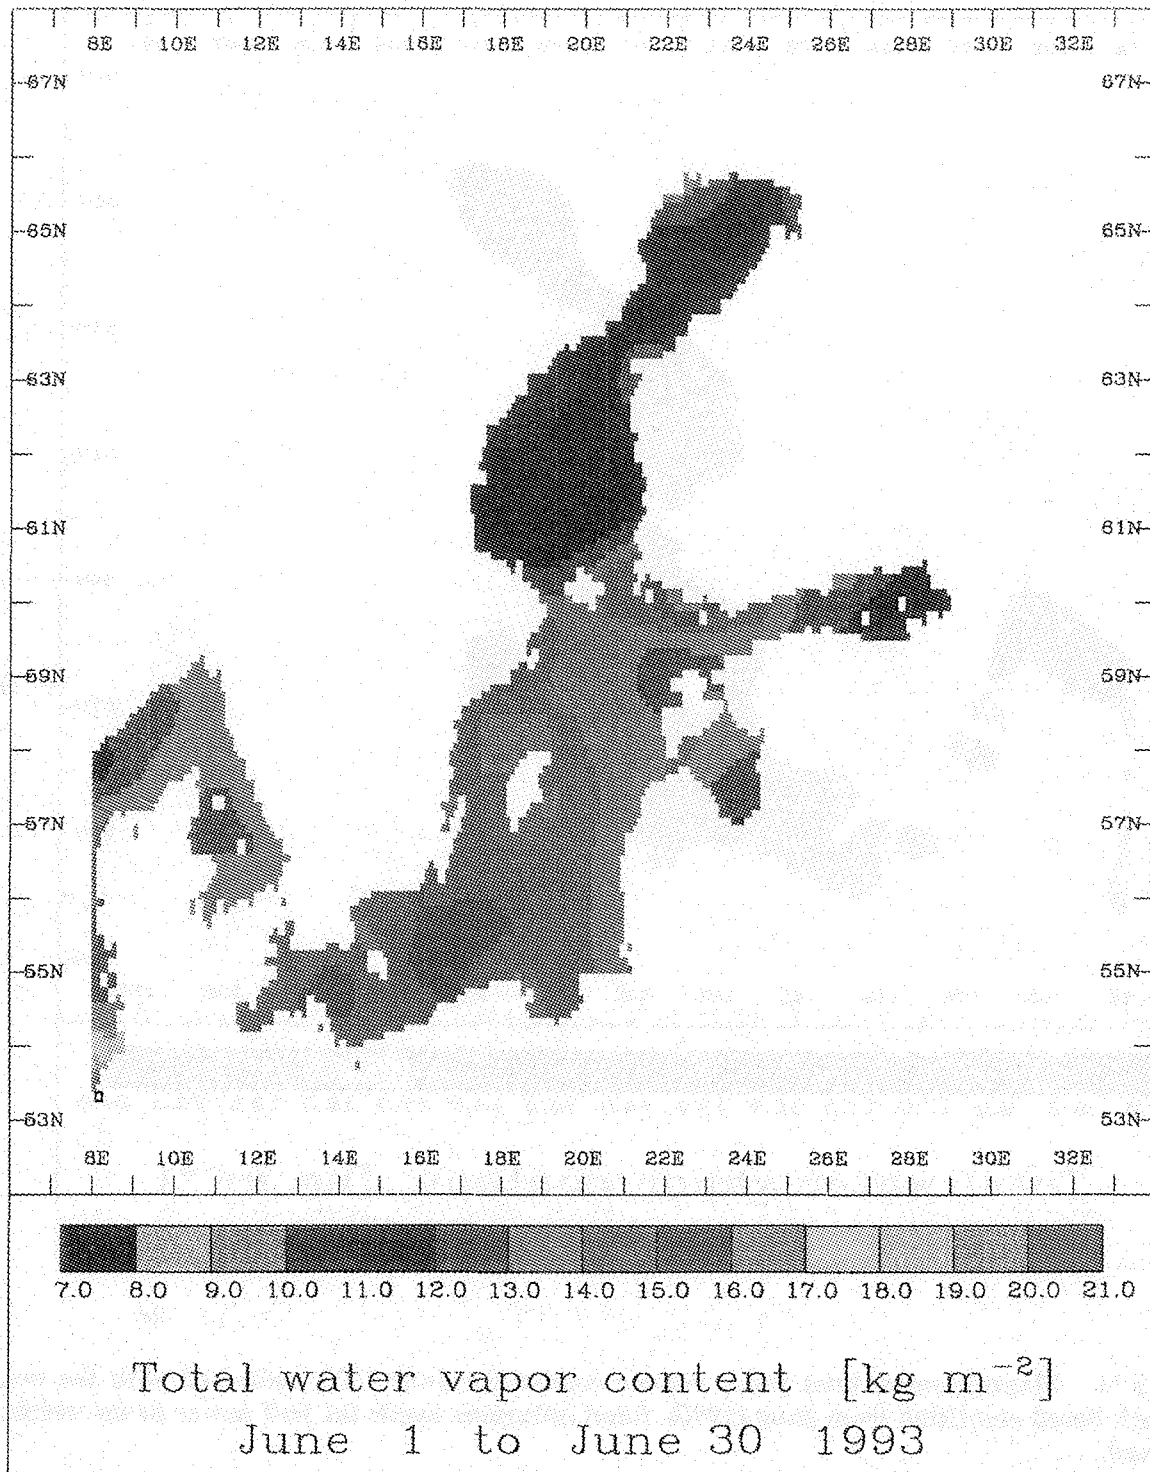 8E 10E 12E 14E 16E 18E 20E 22E 24E 26E 28E 30E 32E
67N 67N
65N 65N
63N 63N
61N 61N
59N 59N
57N 57N
55N 55N
53N 53N
8E 10E 12E 14E 16E 18E 20E 22E 24E 26E 28E 30E 32E
7.0 8.0 9.0 10.0 11.0 12.0 13.0 14.0 15.0 16.0 17.0 18.0 19.0 20.0 21.0
Total water vapor content [kg m⁻²]
June 1 to June 30 1993